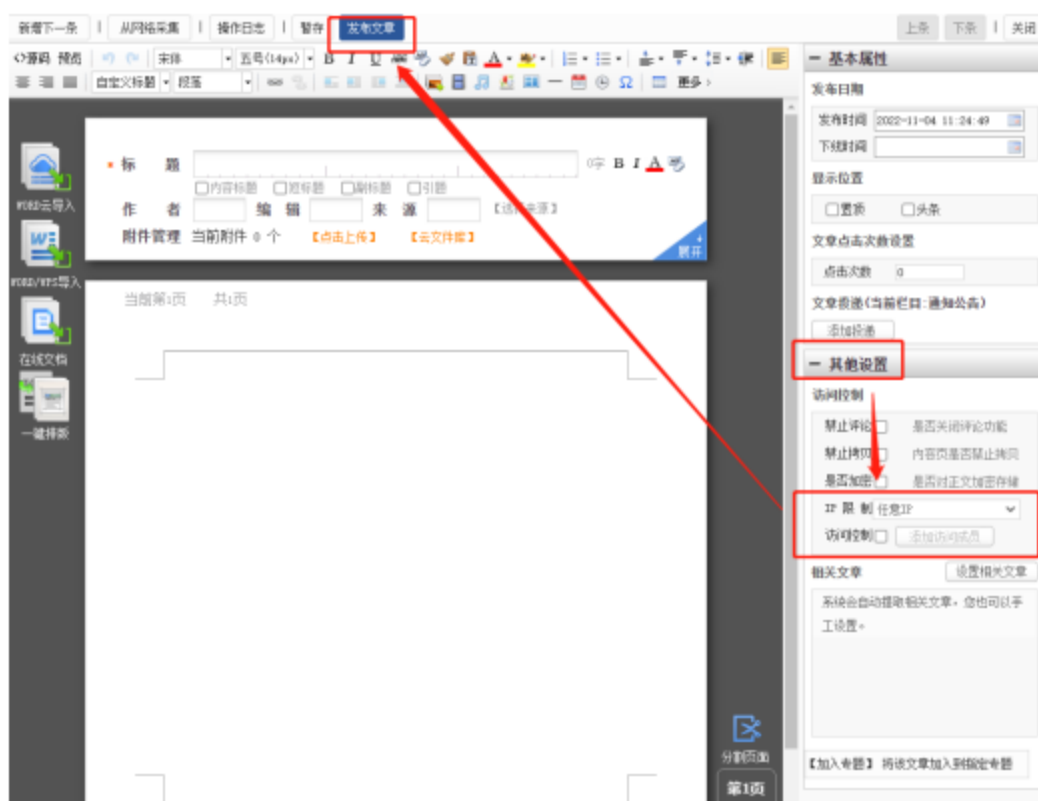 新增下一条 | 从网络采集 | 操作日志 | 暂存 发布文章 上条 下条 | 关闭
<>源码 预览 宋体 五号(14px) B I U
自定义标题 段落 Ω 更多
WORD云导入
WORD/WPS导入
在线文档
一键排版
* 标 题 0字 B I A
内容标题 短标题 副标题 引题
作 者 编 辑 来 源
附件管理 当前附件 0 个 【点击上传】 【云文件库】
展开
当前第1页 共1页
分割页面
第1页
一 基本属性
发布日期
发布时间 2022-11-04 11:24:49
下线时间
显示位置
置顶 头条
文章点击次数设置
点击次数 0
文章投递(当前栏目:通知公告)
添加投递
一 其他设置
访问控制
禁止评论 是否关闭评论功能
禁止拷贝 内容页是否禁止拷贝
是否加密 是否对正文加密存储
IP 限 制 任意IP
访问控制 添加访问成员
相关文章 设置相关文章
系统会自动提取相关文章，您也可以手
工设置。
【加入专题】 将该文章加入到指定专题